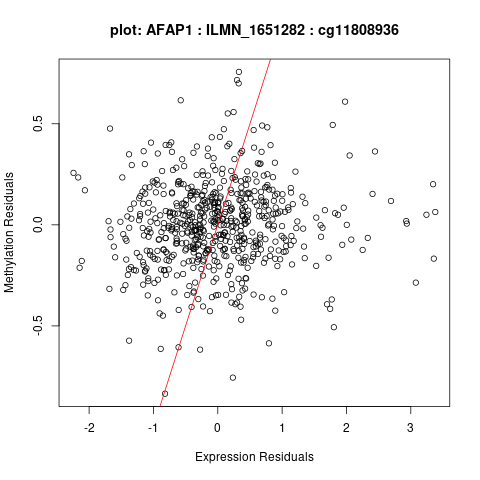 plot: AFAP1 : ILMN_1651282 : cg11808936
Methylation Residuals
0.5
0.0
-0.5
-2 -1 0 1 2 3
Expression Residuals